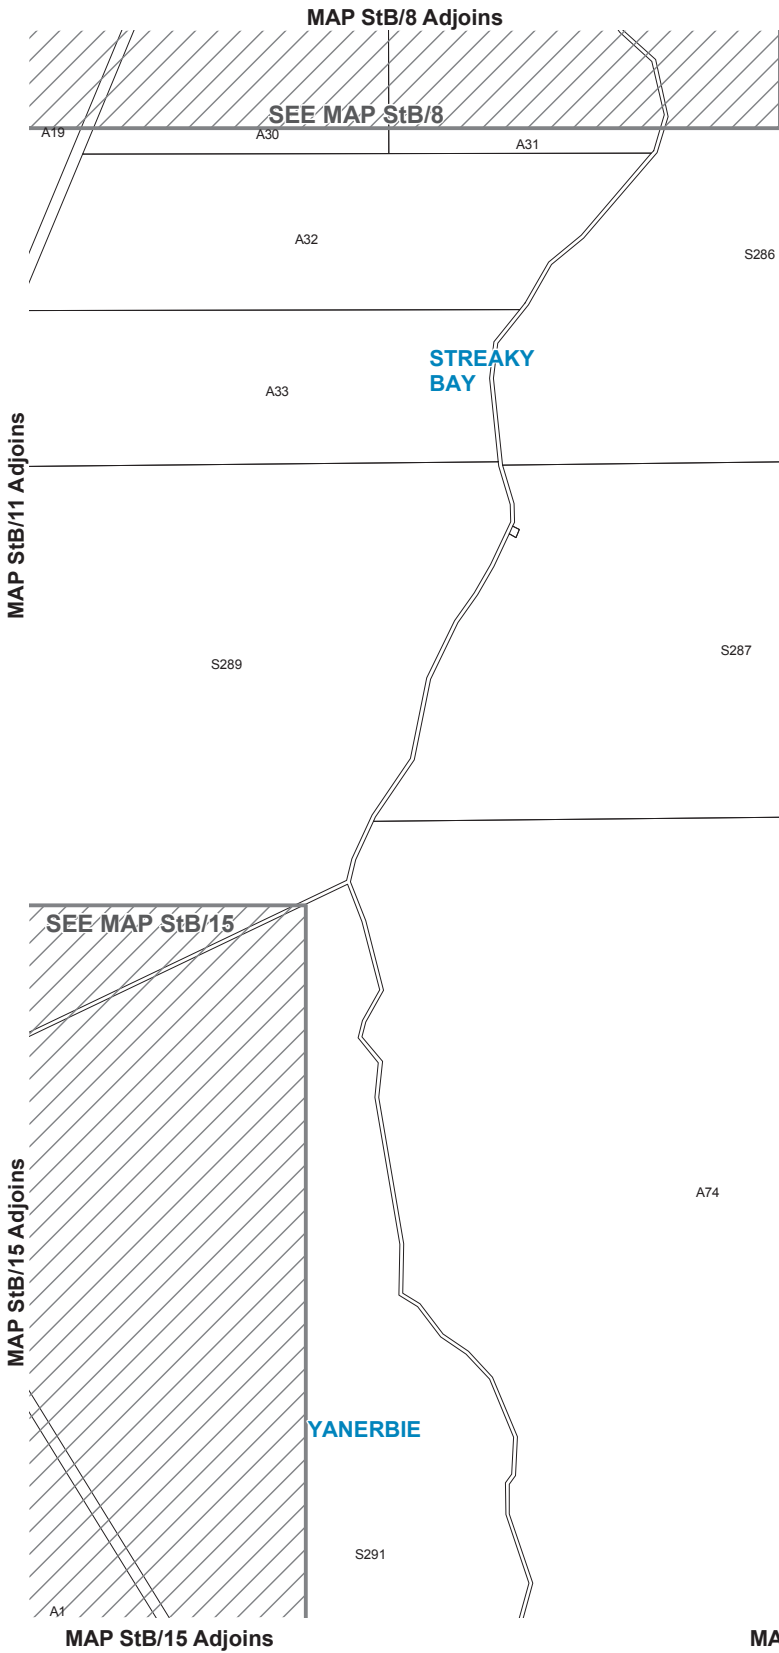 MAP StB/8 Adjoins
SEE MAP StB/8
A19
A30
A31
A32
S286
STREAKY
BAY
A33
MAP StB/11 Adjoins
S289
S287
SEE MAP StB/15
MAP StB/15 Adjoins
A74
YANERBIE
S291
A1
MAP StB/15 Adjoins
MA